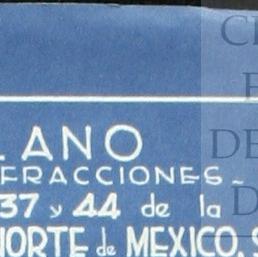 LANO
FRACCIONES-
37 y 44 de la
NORTE de MEXICO, S